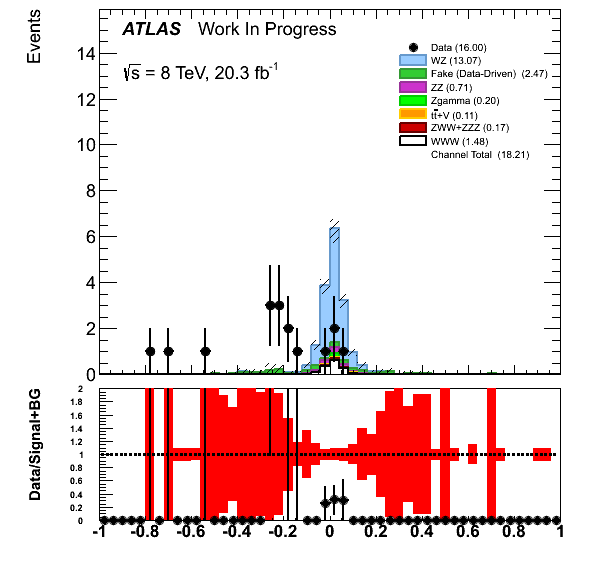 Events
ATLAS Work In Progress
√s = 8 TeV, 20.3 fb-1
Data (16.00)
WZ (13.07)
Fake (Data-Driven) (2.47)
ZZ (0.71)
Zgamma (0.20)
tt̄+V (0.11)
ZWW+ZZZ (0.17)
WWW (1.48)
Channel Total (18.21)
14
12
10
8
6
4
2
0
Data/Signal+BG
2
1.8
1.6
1.4
1.2
1
0.8
0.6
0.4
0.2
0
-1 -0.8 -0.6 -0.4 -0.2 0 0.2 0.4 0.6 0.8 1